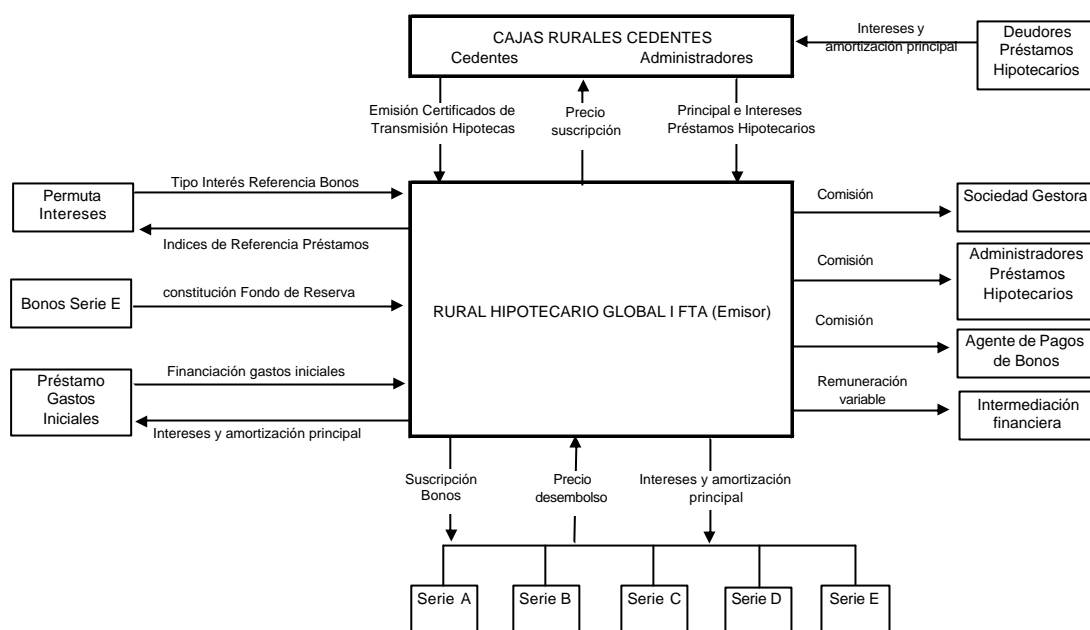 CAJAS RURALES CEDENTES
Cedentes
Administradores
Intereses y
amortización principal
Deudores
Préstamos
Hipotecarios
Emisión Certificados de
Transmisión Hipotecas
Precio
suscripción
Principal e Intereses
Préstamos Hipotecarios
Permuta
Intereses
Tipo Interés Referencia Bonos
Indices de Referencia Préstamos
Bonos Serie E
constitución Fondo de Reserva
Préstamo
Gastos
Iniciales
Financiación gastos iniciales
Intereses y amortización principal
RURAL HIPOTECARIO GLOBAL I FTA (Emisor)
Comisión
Sociedad Gestora
Comisión
Administradores
Préstamos
Hipotecarios
Comisión
Agente de Pagos
de Bonos
Remuneración
variable
Intermediación
financiera
Suscripción
Bonos
Precio
desembolso
Intereses y amortización
principal
Serie A
Serie B
Serie C
Serie D
Serie E